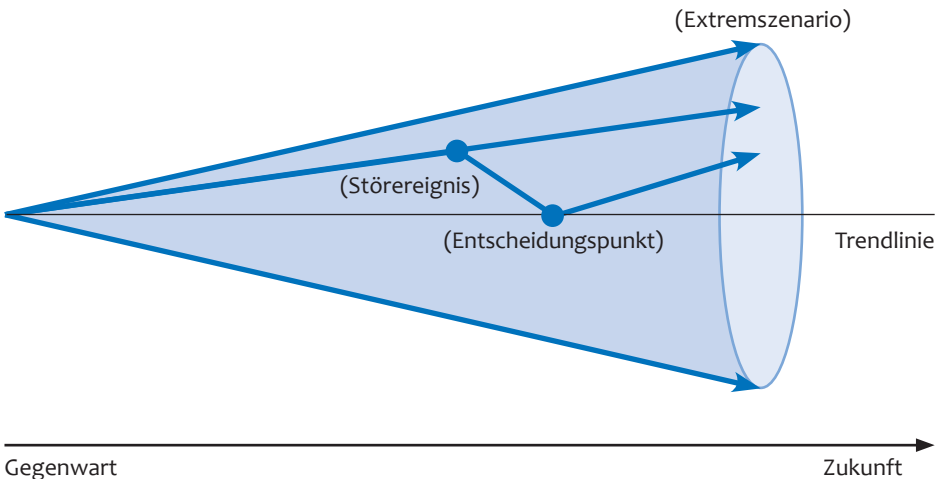 (Extremszenario)
(Störereignis)
(Entscheidungspunkt)
Trendlinie
Gegenwart
Zukunft